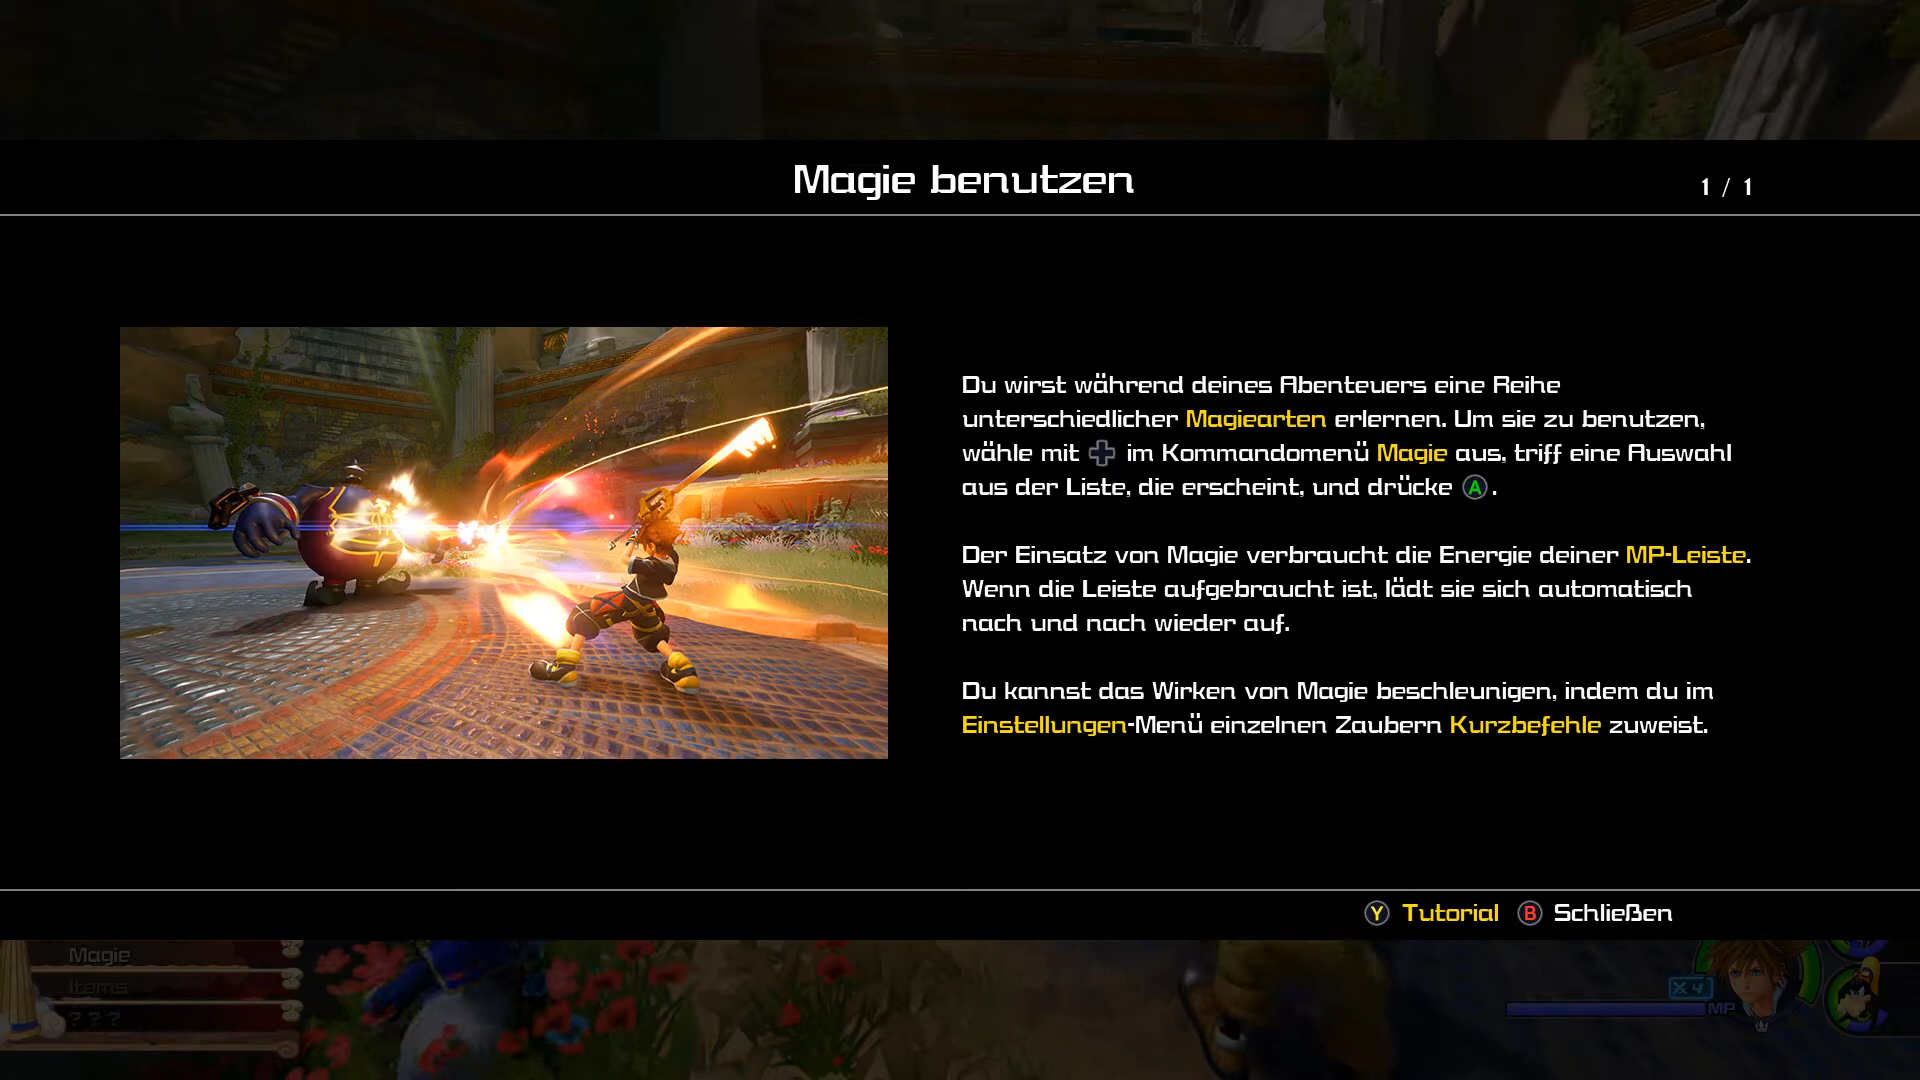 Magie benutzen
1 / 1
Du wirst während deines Abenteuers eine Reihe
unterschiedlicher Magiearten erlernen. Um sie zu benutzen,
wähle mit im Kommandomenü Magie aus, triff eine Auswahl
aus der Liste, die erscheint, und drücke A.
Der Einsatz von Magie verbraucht die Energie deiner MP-Leiste.
Wenn die Leiste aufgebraucht ist, lädt sie sich automatisch
nach und nach wieder auf.
Du kannst das Wirken von Magie beschleunigen, indem du im
Einstellungen-Menü einzelnen Zaubern Kurzbefehle zuweist.
Y Tutorial B Schließen
Magie
Items
???
X 4
MP